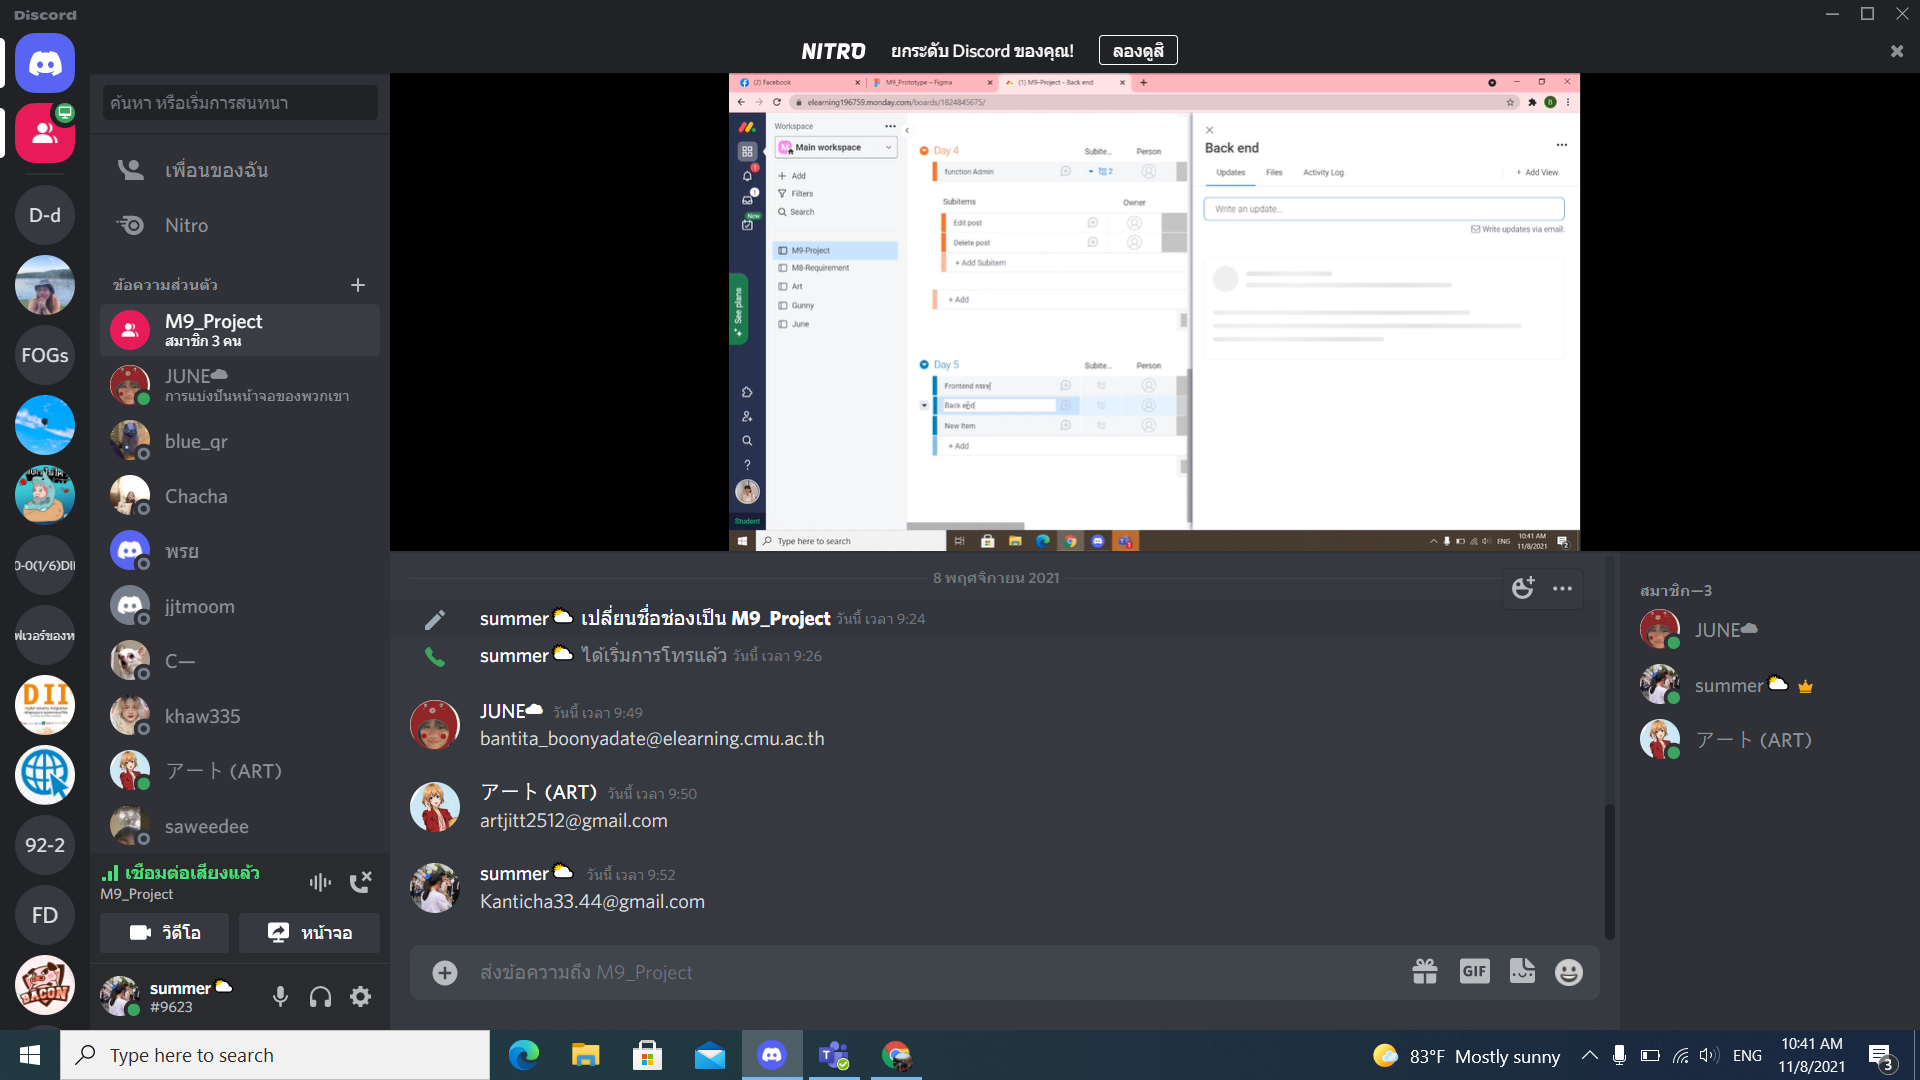 Discord
NITRO ยกระดับ Discord ของคุณ! ลองดูสิ
D-d
FOGs
0-0(1/6)DII
ฟเวอร์ของห
DII
92-2
FD
BACON
ค้นหา หรือเริ่มการสนทนา
เพื่อนของฉัน
Nitro
ข้อความส่วนตัว
M9_Project
สมาชิก 3 คน
JUNE
การแบ่งปันหน้าจอของพวกเขา
blue_qr
Chacha
พรย
jjtmoom
C—
khaw335
アート (ART)
saweedee
เชื่อมต่อเสียงแล้ว
M9_Project
วิดีโอ
หน้าจอ
summer
#9623
(2) Facebook
M9_Prototype – Figma
(1) M9-Project - Back end
elearning196759.monday.com/boards/1824845675/
New
See plans
Student
Workspace
Main workspace
Add
Filters
Search
M9-Project
M8-Requirement
Art
Gunny
June
Day 4 Subite... Person
function Admin 2
Subitems Owner
Edit post
Delete post
+ Add Subitem
+ Add
Day 5 Subite... Person
Frontend กระทู้
Back end
New Item
+ Add
Back end
Updates Files Activity Log + Add View
Write an update...
Write updates via email:
Type here to search
ENG
10:41 AM
11/8/2021
8 พฤศจิกายน 2021
summer เปลี่ยนชื่อช่องเป็น M9_Project วันนี้ เวลา 9:24
summer ได้เริ่มการโทรแล้ว วันนี้ เวลา 9:26
JUNE วันนี้ เวลา 9:49
bantita_boonyadate@elearning.cmu.ac.th
アート (ART) วันนี้ เวลา 9:50
artjitt2512@gmail.com
summer วันนี้ เวลา 9:52
Kanticha33.44@gmail.com
ส่งข้อความถึง M9_Project
GIF
สมาชิก—3
JUNE
summer
アート (ART)
Type here to search
83°F Mostly sunny
ENG
10:41 AM
11/8/2021
3